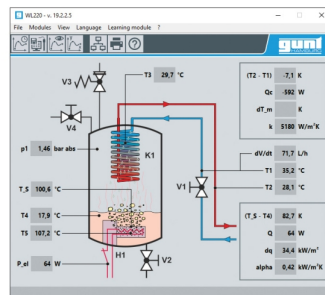 WL220 - v. 19.2.2.5
File Modules View Language Learning module ?
gunt
V3
T3 29,7 °C
(T2 - T1) -7,1 K
Qc -592 W
dT_m K
k 5180 W/m²K
V4
K1
p1 1,46 bar abs
dV/dt 71,7 L/h
T1 35,2 °C
T2 28,1 °C
V1
T_S 100,6 °C
T4 17,9 °C
T5 107,2 °C
(T_S - T4) 82,7 K
Q 64 W
dq 34,4 kW/m²
alpha 0,42 kW/m²K
P_el 64 W
H1
V2